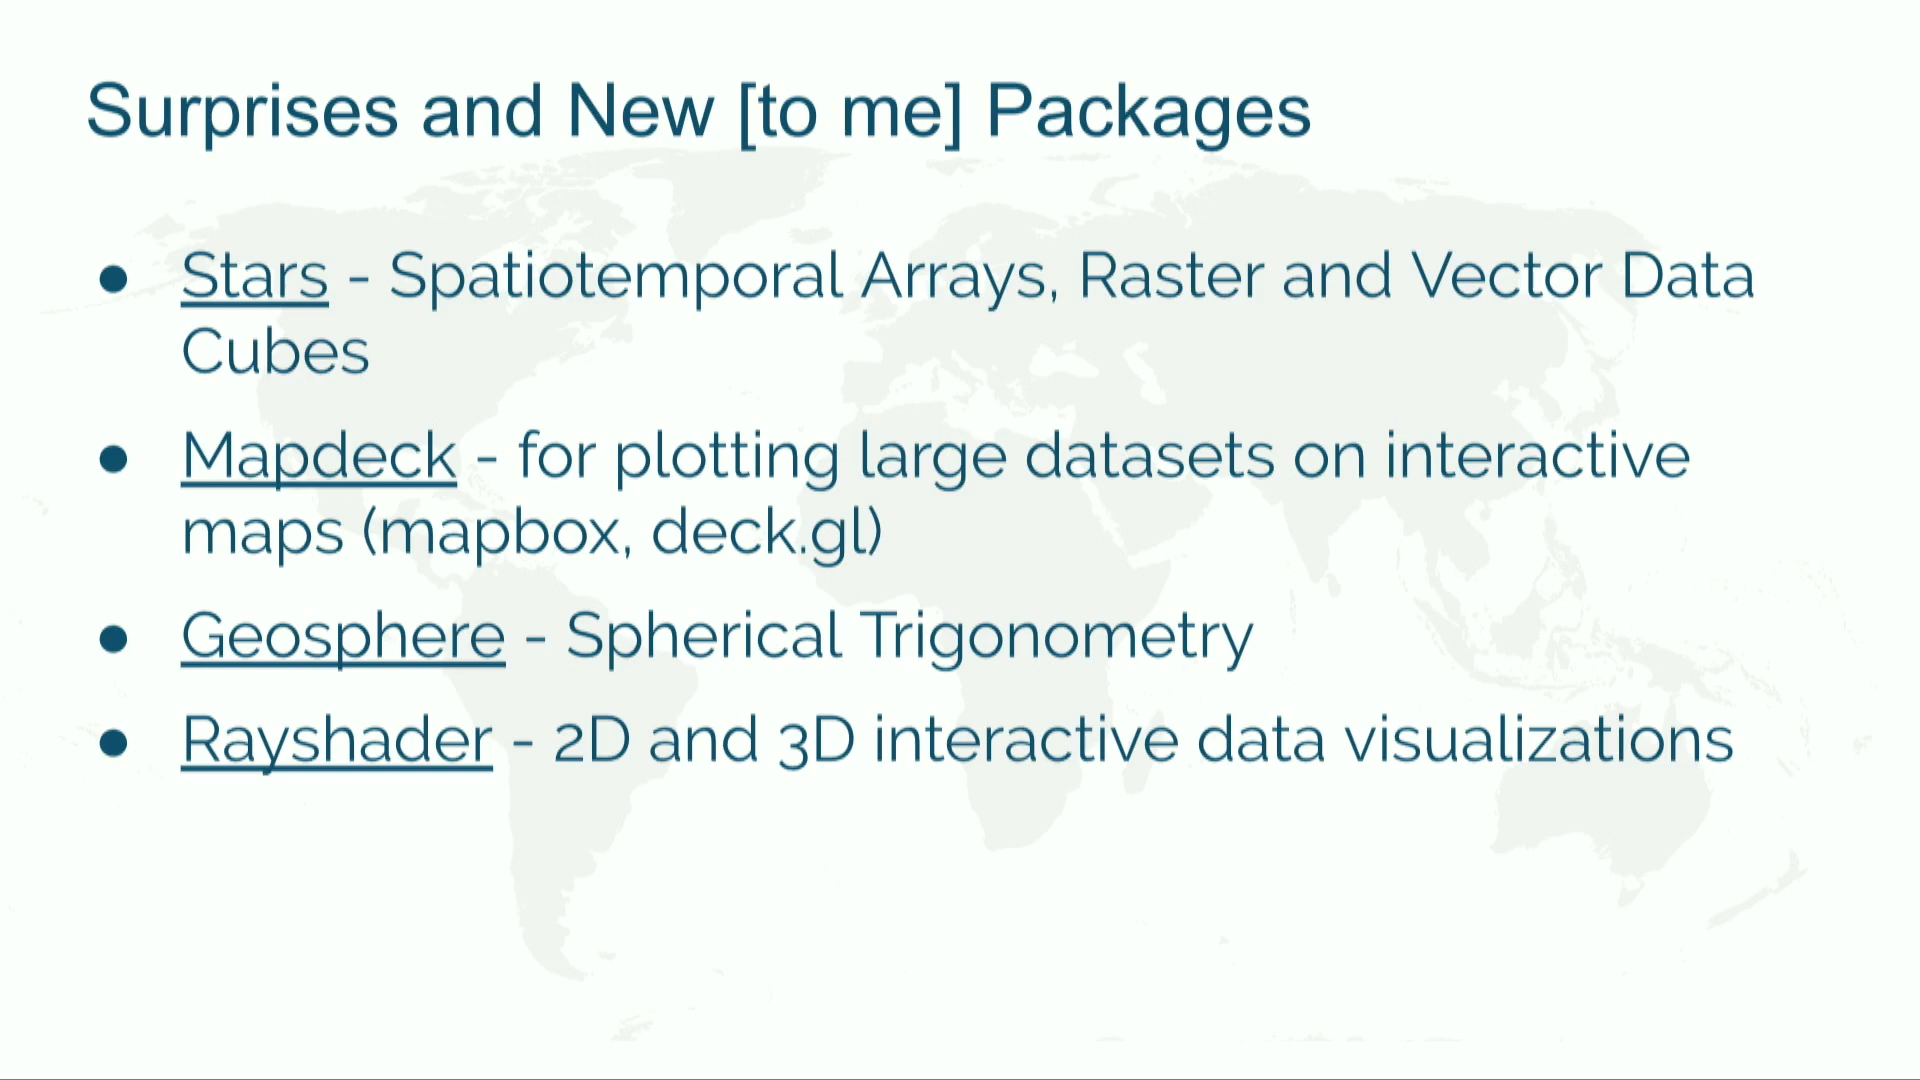 Surprises and New [to me] Packages
● Stars - Spatiotemporal Arrays, Raster and Vector Data
Cubes
● Mapdeck - for plotting large datasets on interactive
maps (mapbox, deck.gl)
● Geosphere - Spherical Trigonometry
● Rayshader - 2D and 3D interactive data visualizations